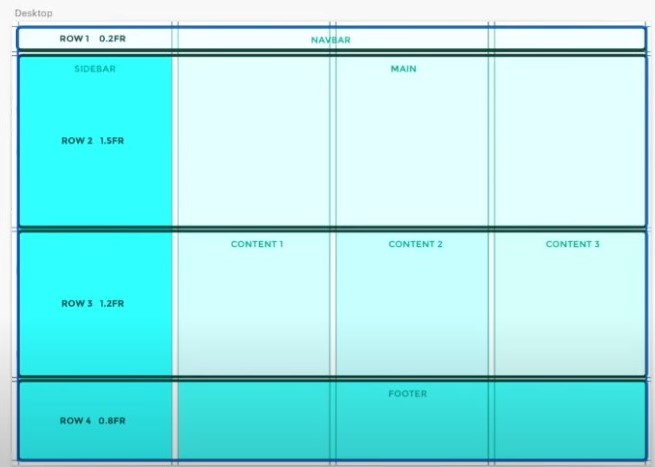 Desktop
ROW 1 0.2FR
NAVBAR
SIDEBAR
MAIN
ROW 2 1.5FR
CONTENT 1
CONTENT 2
CONTENT 3
ROW 3 1.2FR
FOOTER
ROW 4 0.8FR